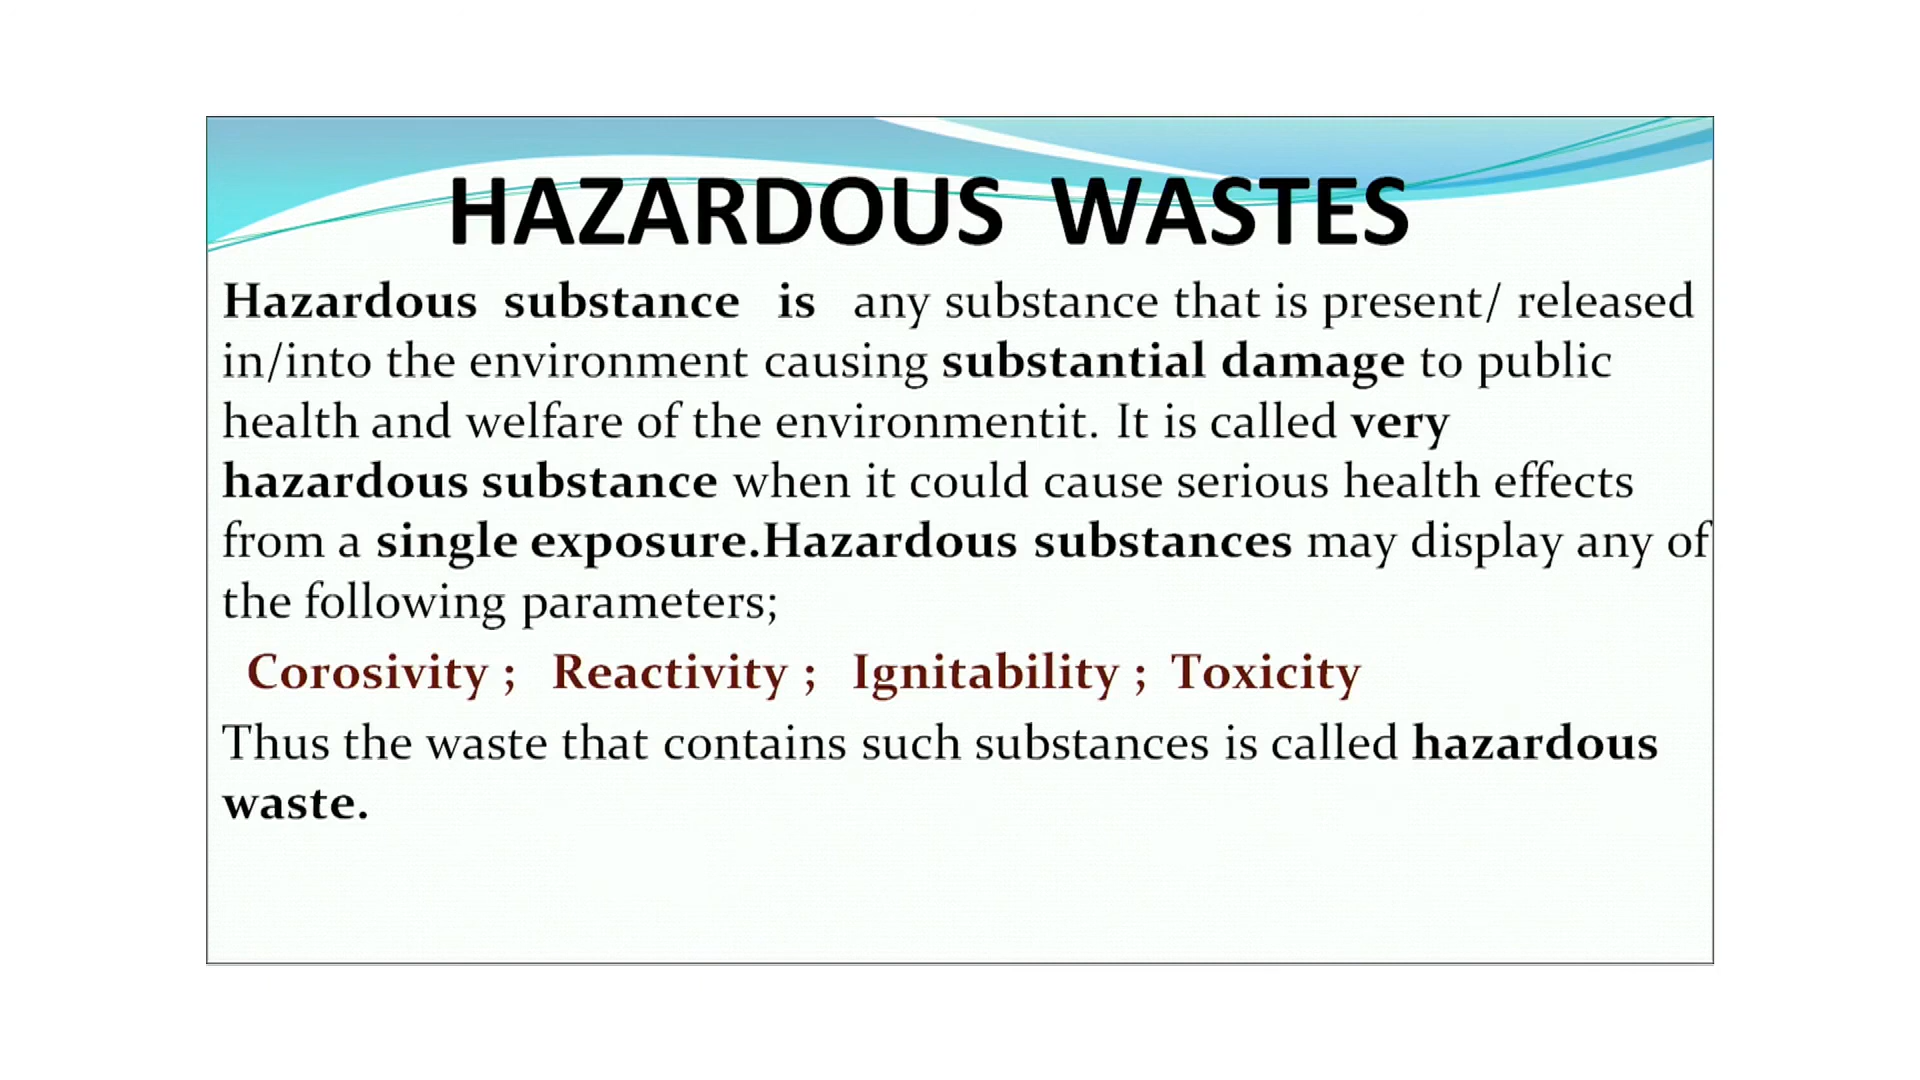 HAZARDOUS WASTES
Hazardous substance is any substance that is present/ released
in/into the environment causing substantial damage to public
health and welfare of the environmentit. It is called very
hazardous substance when it could cause serious health effects
from a single exposure.Hazardous substances may display any of
the following parameters;
Corosivity ; Reactivity ; Ignitability ; Toxicity
Thus the waste that contains such substances is called hazardous
waste.